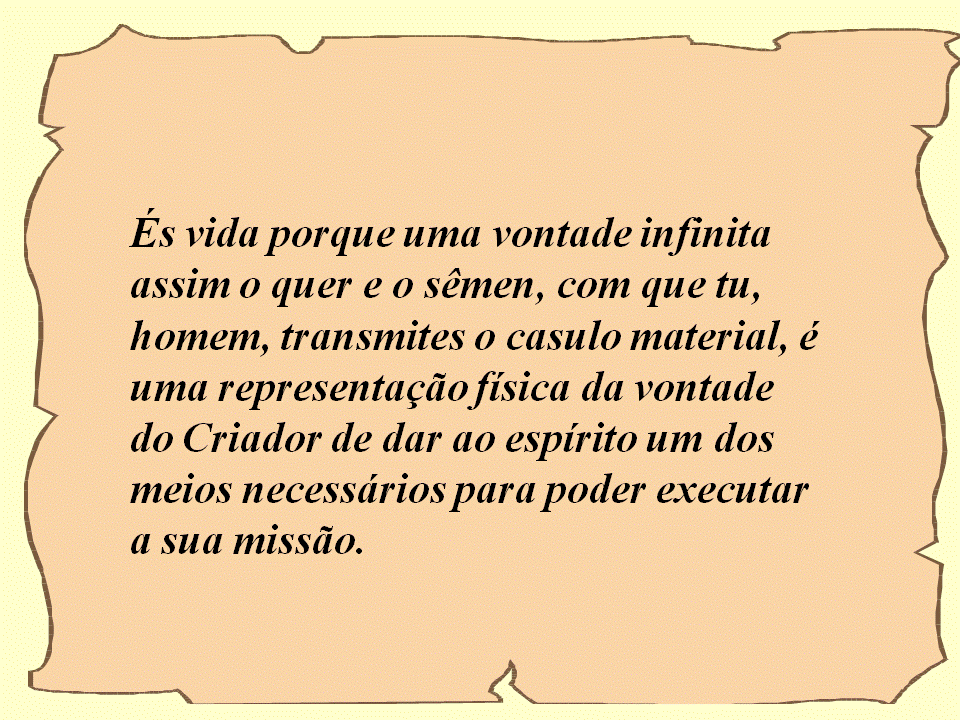 És vida porque uma vontade infinita
assim o quer e o sêmen, com que tu,
homem, transmites o casulo material, é
uma representação física da vontade
do Criador de dar ao espírito um dos
meios necessários para poder executar
a sua missão.